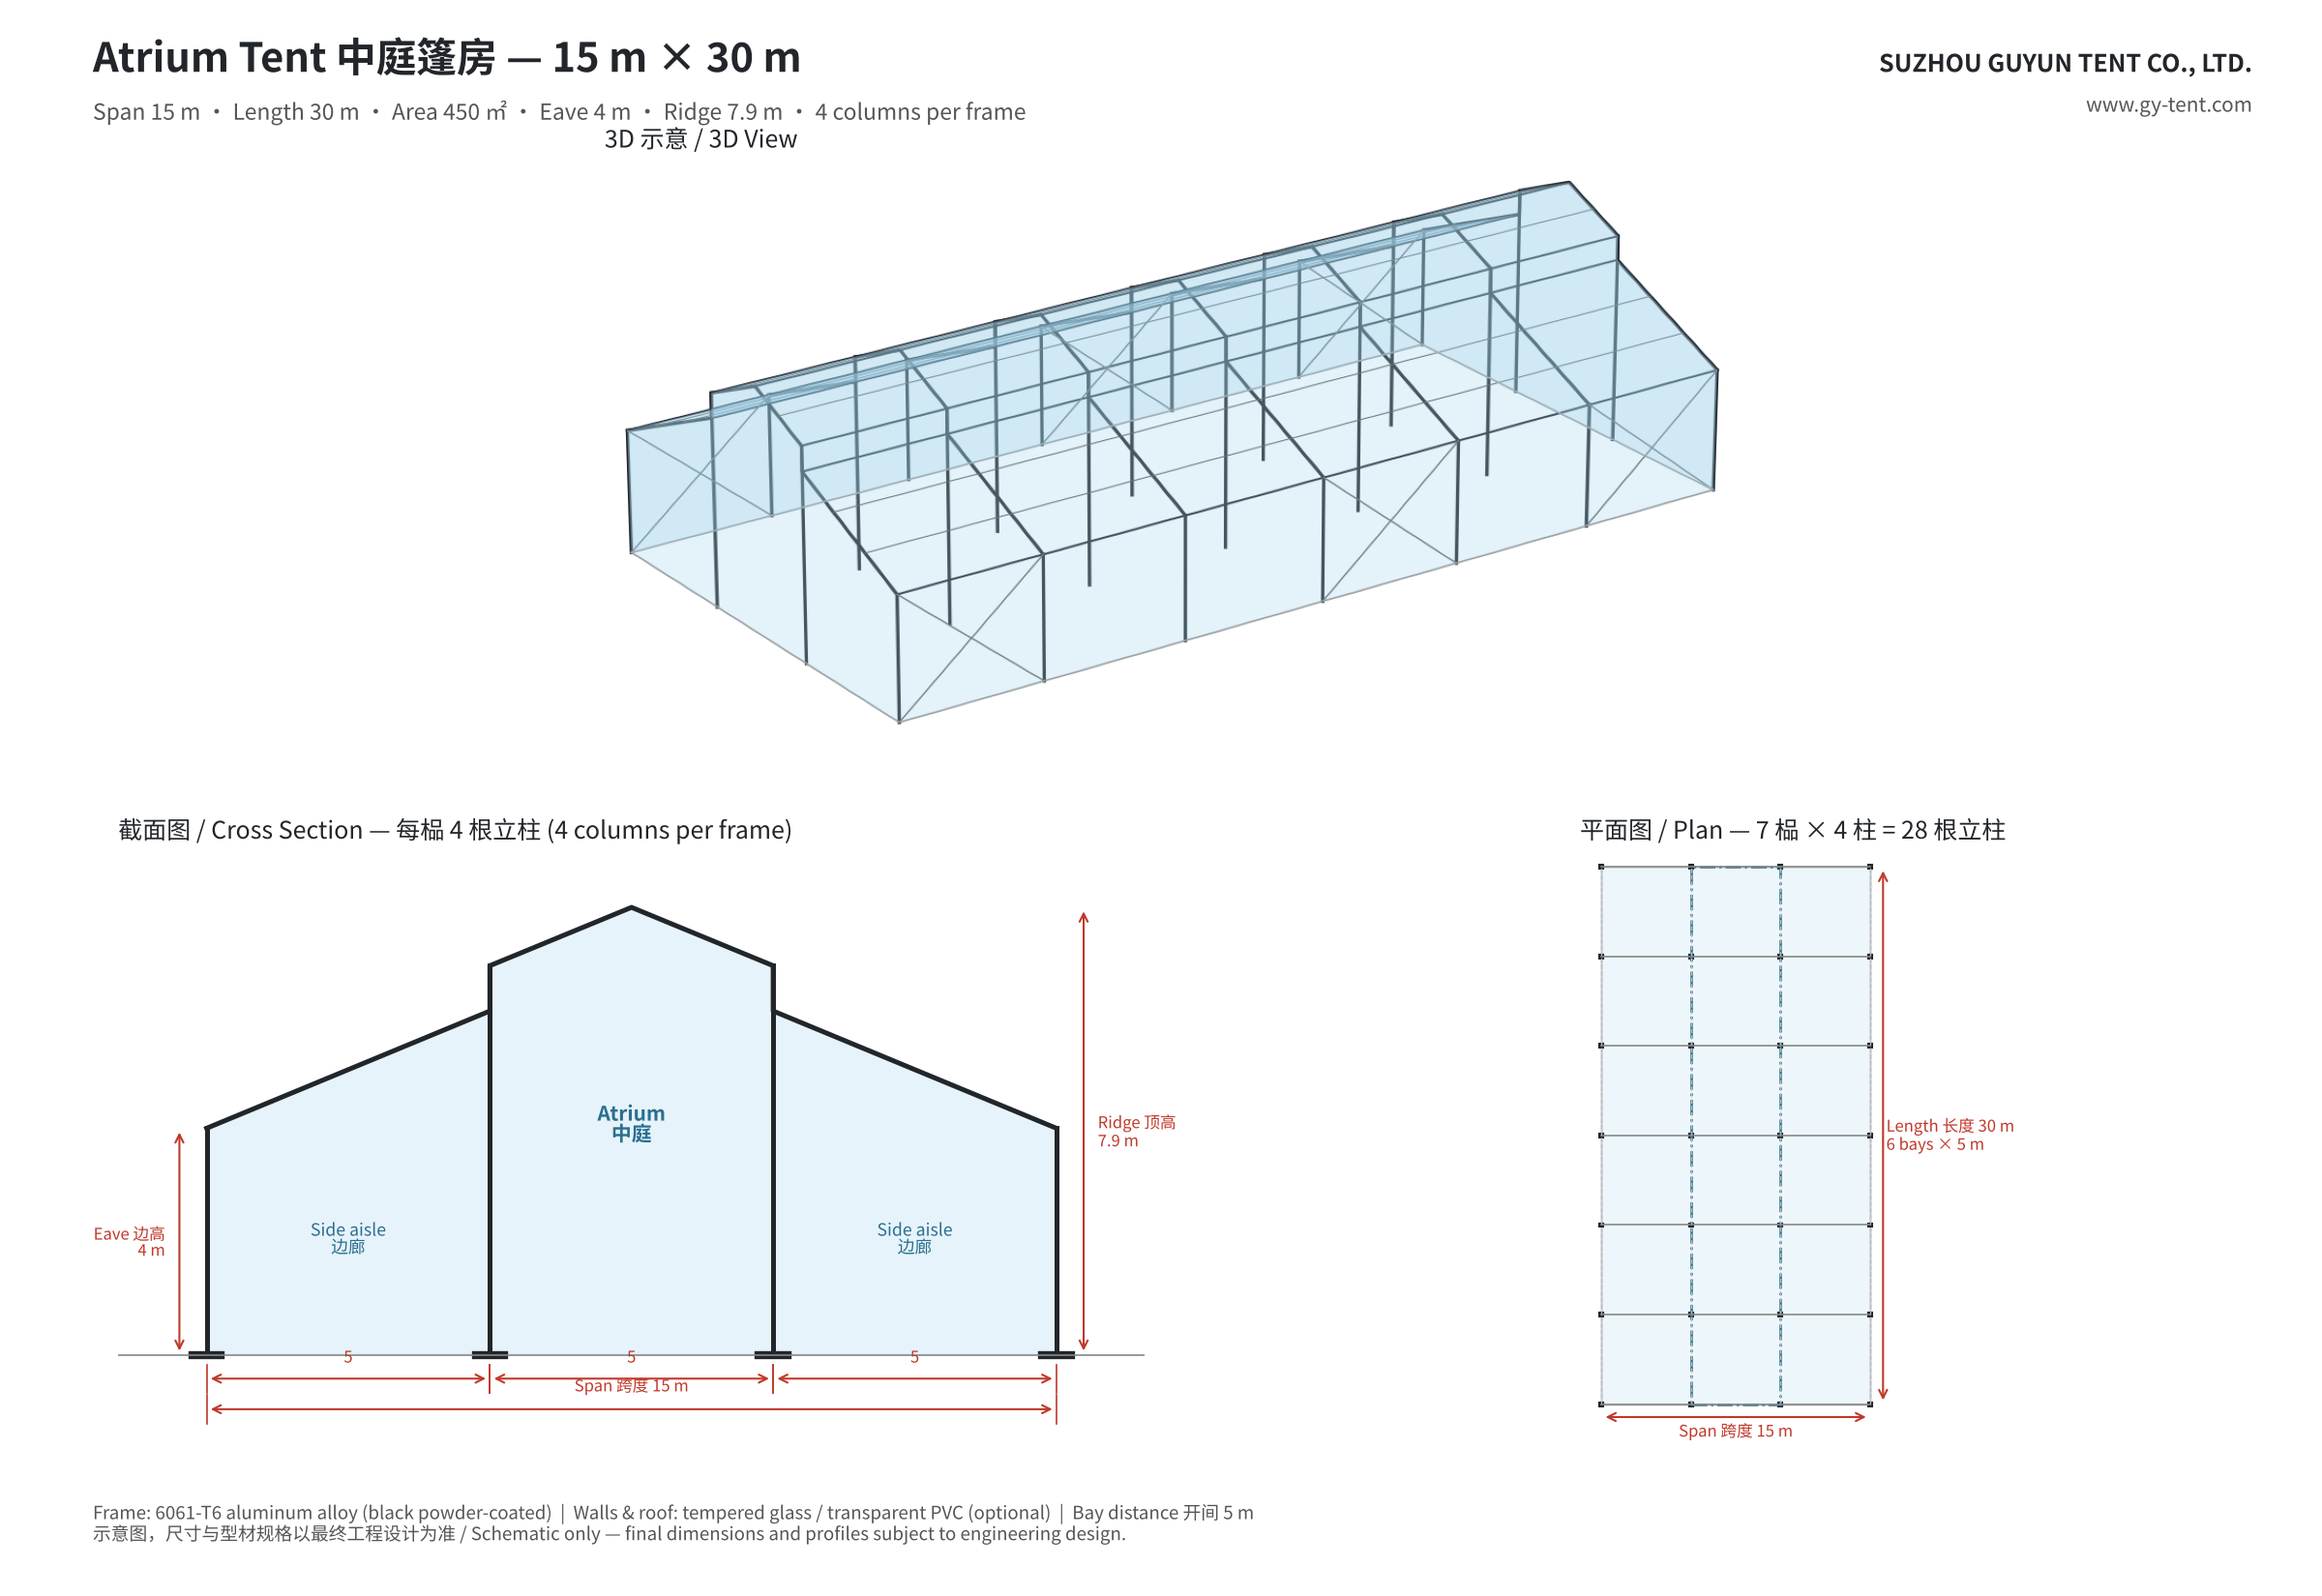 Atrium Tent 中庭篷房 — 15 m × 30 m
SUZHOU GUYUN TENT CO., LTD.
Span 15 m • Length 30 m • Area 450 ㎡ • Eave 4 m • Ridge 7.9 m • 4 columns per frame
www.gy-tent.com
3D 示意 / 3D View
截面图 / Cross Section — 每榀 4 根立柱 (4 columns per frame)
平面图 / Plan — 7 榀 × 4 柱 = 28 根立柱
Atrium
中庭
Ridge 顶高
7.9 m
Side aisle
边廊
Side aisle
边廊
Eave 边高
4 m
5
5
5
Span 跨度 15 m
Length 长度 30 m
6 bays × 5 m
Span 跨度 15 m
Frame: 6061-T6 aluminum alloy (black powder-coated) | Walls & roof: tempered glass / transparent PVC (optional) | Bay distance 开间 5 m
示意图，尺寸与型材规格以最终工程设计为准 / Schematic only — final dimensions and profiles subject to engineering design.